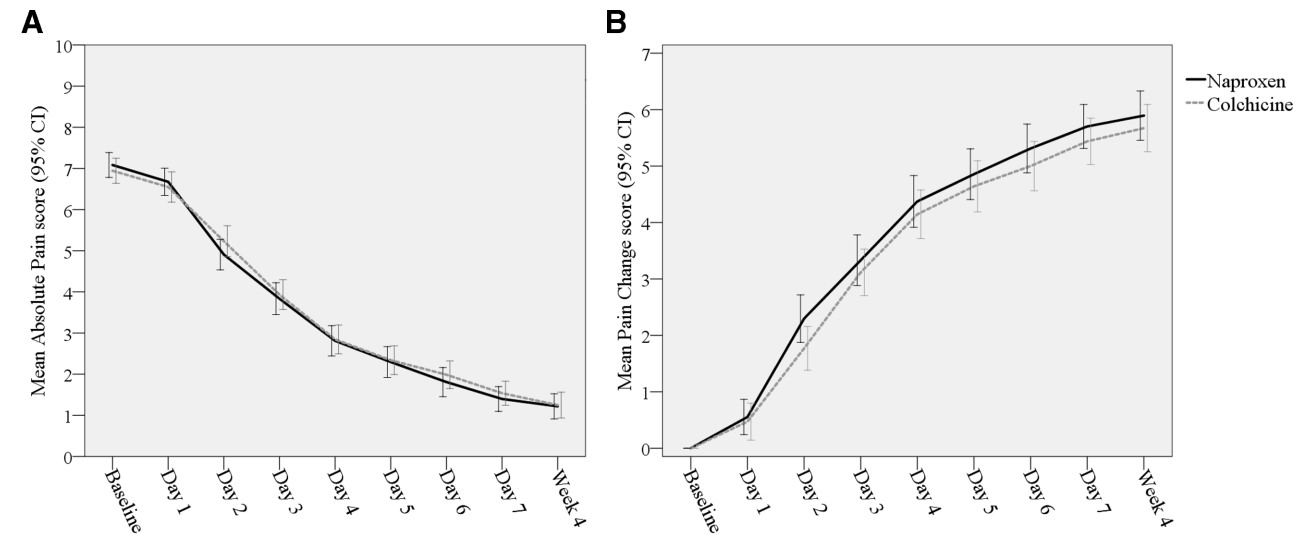 A
Mean Absolute Pain score (95% CI)
10
9
8
7
6
5
4
3
2
1
0
Baseline
Day 1
Day 2
Day 3
Day 4
Day 5
Day 6
Day 7
Week 4
B
Mean Pain Change score (95% CI)
7
6
5
4
3
2
1
0
Baseline
Day 1
Day 2
Day 3
Day 4
Day 5
Day 6
Day 7
Week 4
Naproxen
Colchicine